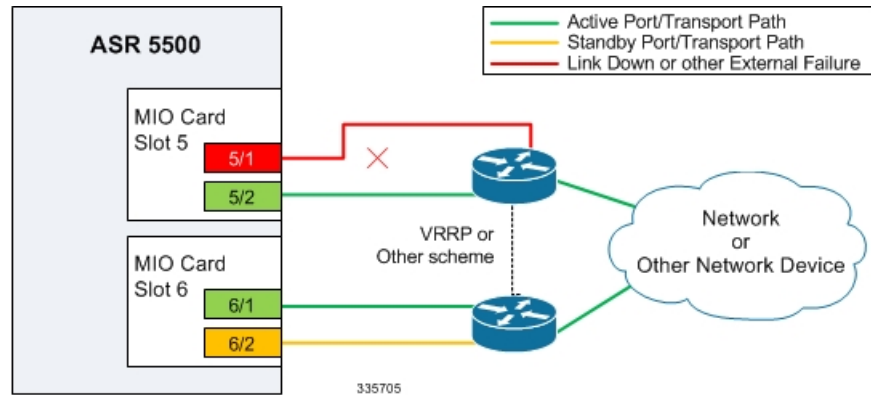 ASR 5500
Active Port/Transport Path
Standby Port/Transport Path
Link Down or other External Failure
MIO Card
Slot 5
5/1
5/2
VRRP or
Other scheme
Network
or
Other Network Device
MIO Card
Slot 6
6/1
6/2
335705